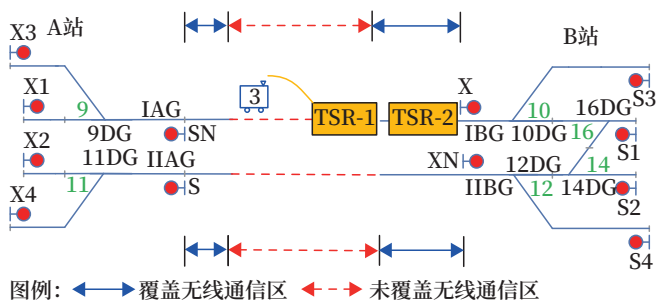 X3
A站
B站
X1
9
IAG
3
TSR-1
TSR-2
X
10
16DG
S3
9DG
SN
IBG
10DG
16
S1
X2
11DG
IIAG
XN
12DG
14
X4
11
S
IIBG
12
14DG
S2
S4
图例：
覆盖无线通信区
未覆盖无线通信区